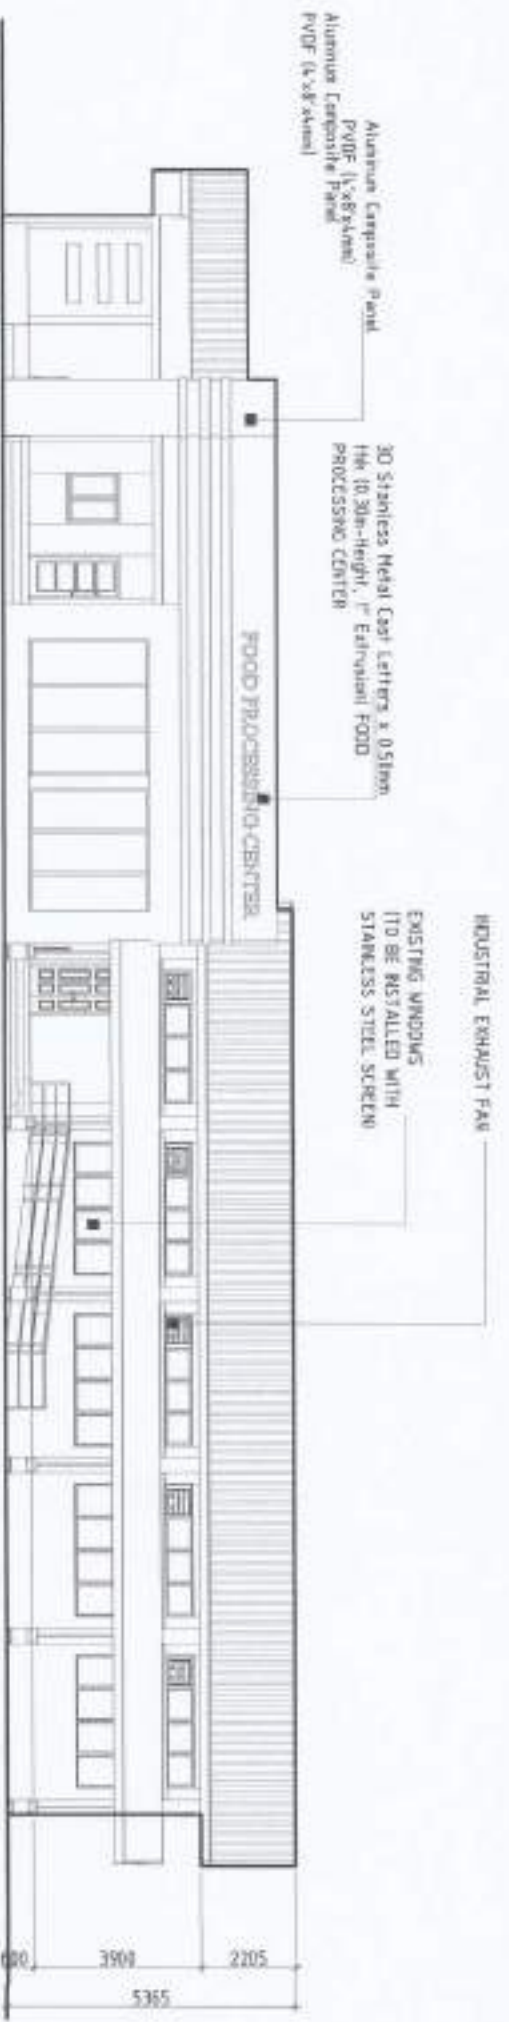 Aluminum Composite Panel
PVDF (4'x8'x4mm)
Aluminum Composite Panel
PVDF (4'x8'x4mm)
3D Stainless Metal Cast Letters x 0.51mm
thk (0.30m-Height, 1" Extrusion) FOOD
PROCESSING CENTER
INDUSTRIAL EXHAUST FAN
EXISTING WINDOWS
(TO BE INSTALLED WITH
STAINLESS STEEL SCREEN)
FOOD PROCESSING CENTER
600
3900
2205
5365